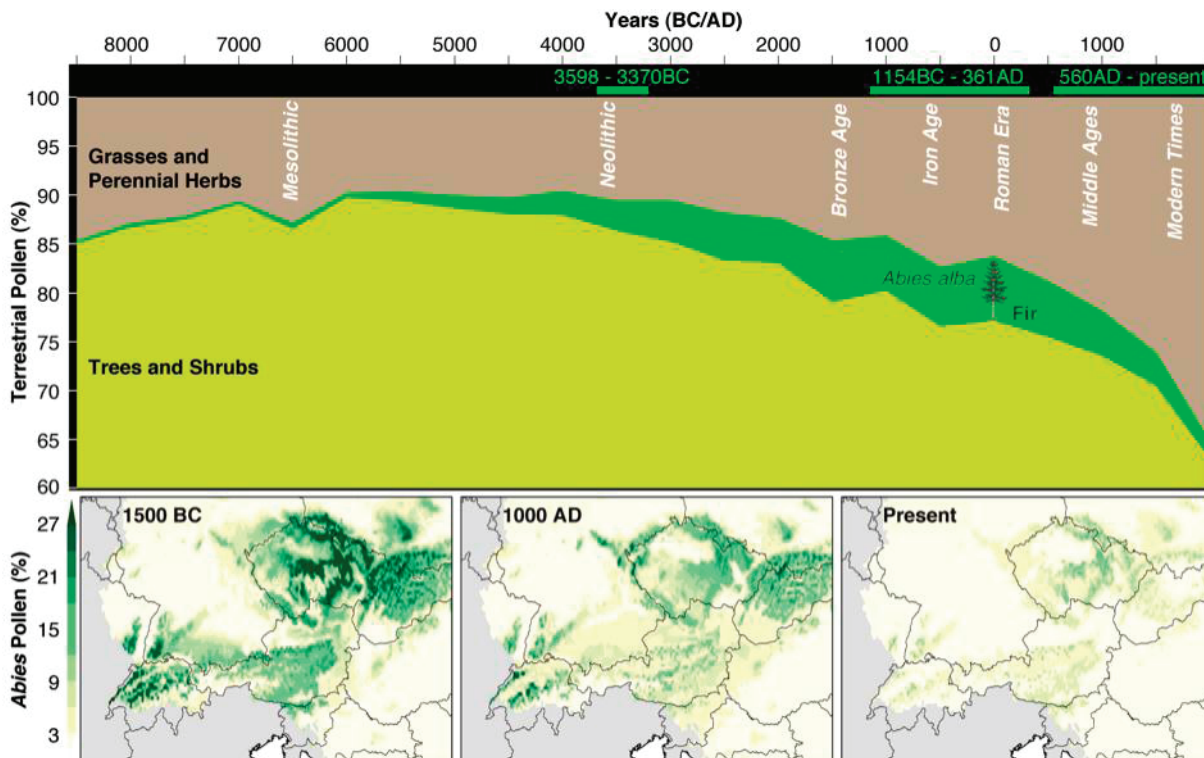 Years (BC/AD)
8000 7000 6000 5000 4000 3000 2000 1000 0 1000
3598 - 3370BC 1154BC - 361AD 560AD - present
Terrestrial Pollen (%)
100
95
90
85
80
75
70
65
60
Grasses and
Perennial Herbs
Mesolithic
Neolithic
Bronze Age
Iron Age
Roman Era
Middle Ages
Modern Times
Abies alba
Fir
Trees and Shrubs
Abies Pollen (%)
27
21
15
9
3
1500 BC
1000 AD
Present